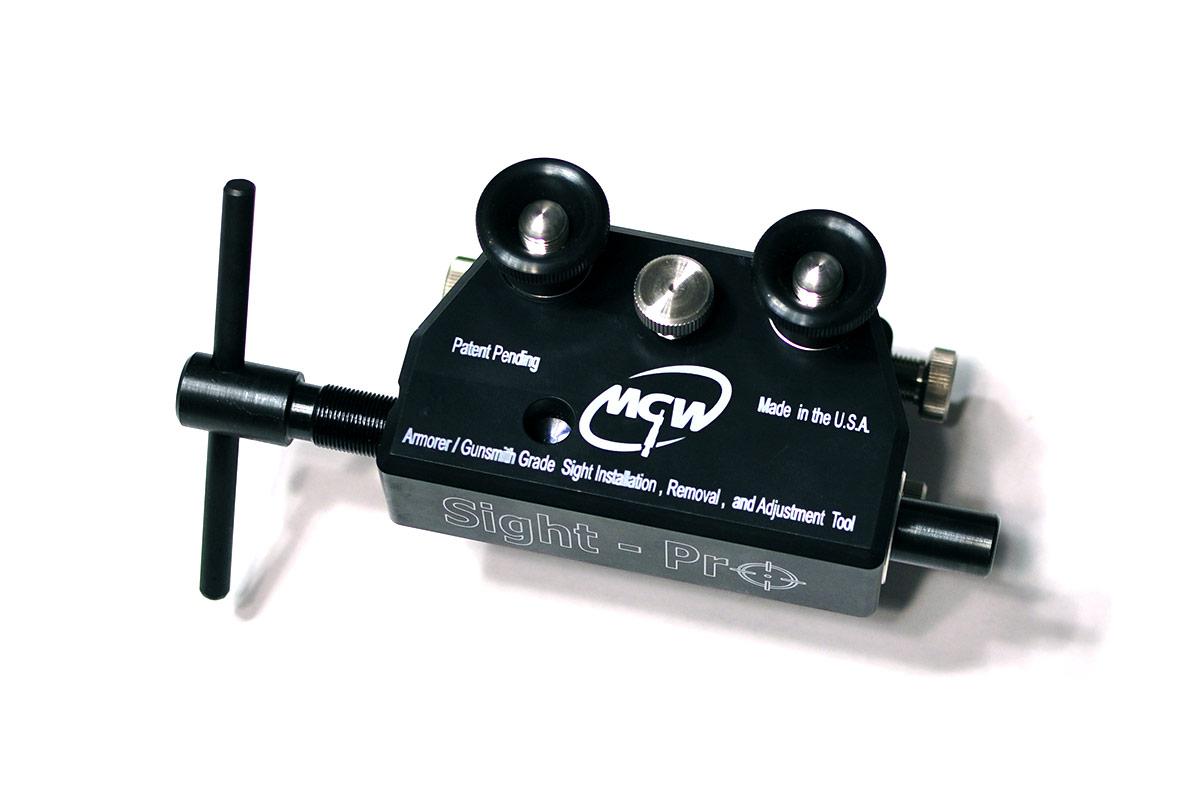 Patent Pending
MGW
Made in the U.S.A.
Armorer / Gunsmith Grade Sight Installation , Removal , and Adjustment Tool
Sight - Pro